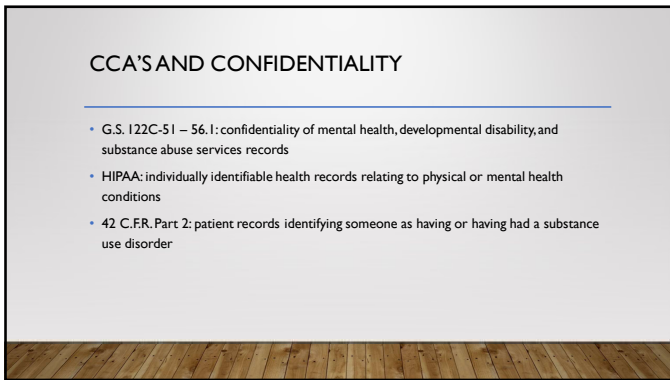 CCA'S AND CONFIDENTIALITY
• G.S. 122C-51 – 56.1: confidentiality of mental health, developmental disability, and
substance abuse services records
• HIPAA: individually identifiable health records relating to physical or mental health
conditions
• 42 C.F.R. Part 2: patient records identifying someone as having or having had a substance
use disorder